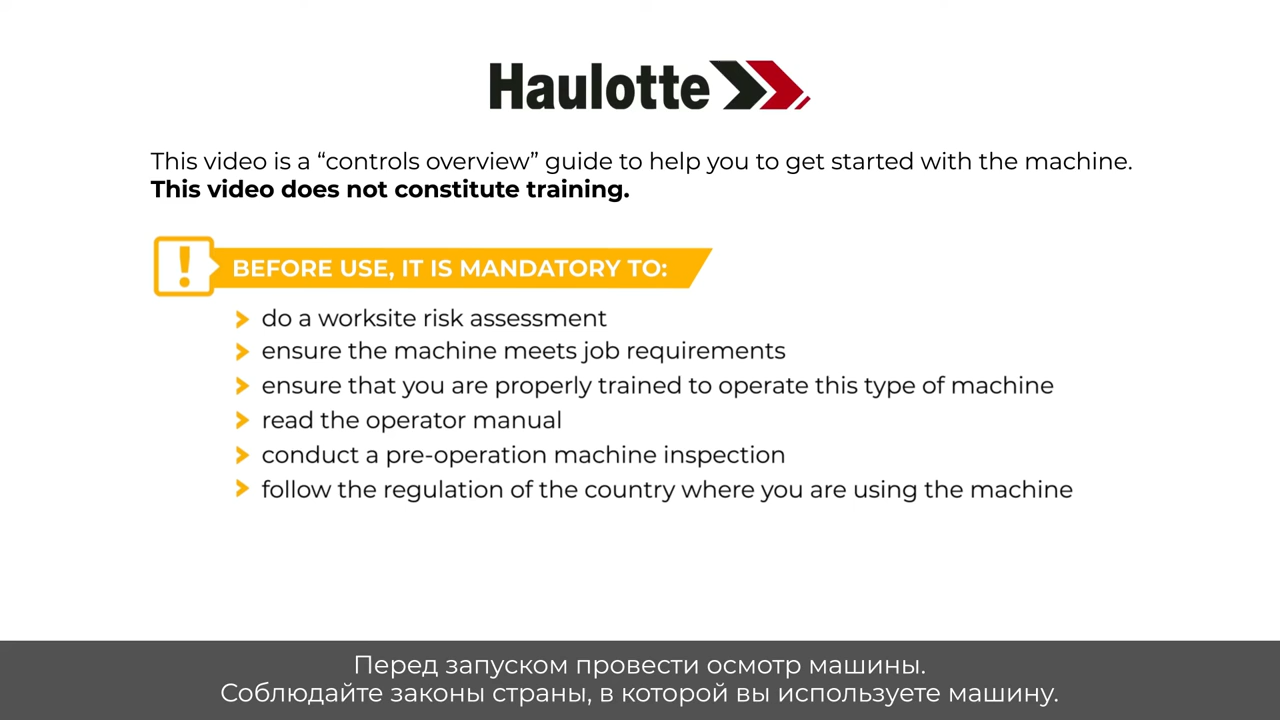 Haulotte
This video is a “controls overview” guide to help you to get started with the machine.
This video does not constitute training.
! BEFORE USE, IT IS MANDATORY TO:
do a worksite risk assessment
ensure the machine meets job requirements
ensure that you are properly trained to operate this type of machine
read the operator manual
conduct a pre-operation machine inspection
follow the regulation of the country where you are using the machine
Перед запуском провести осмотр машины.
Соблюдайте законы страны, в которой вы используете машину.